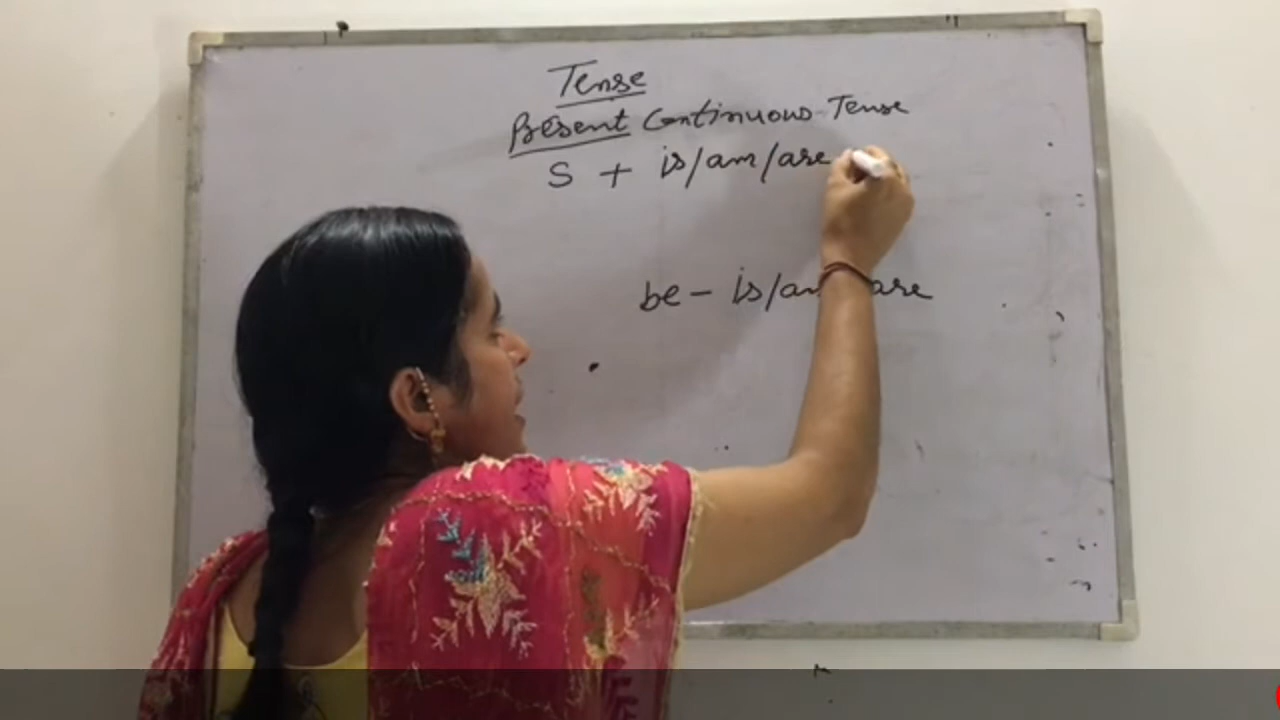 Tense
Present Continuous Tense
S + is/am/are
be - is/am are